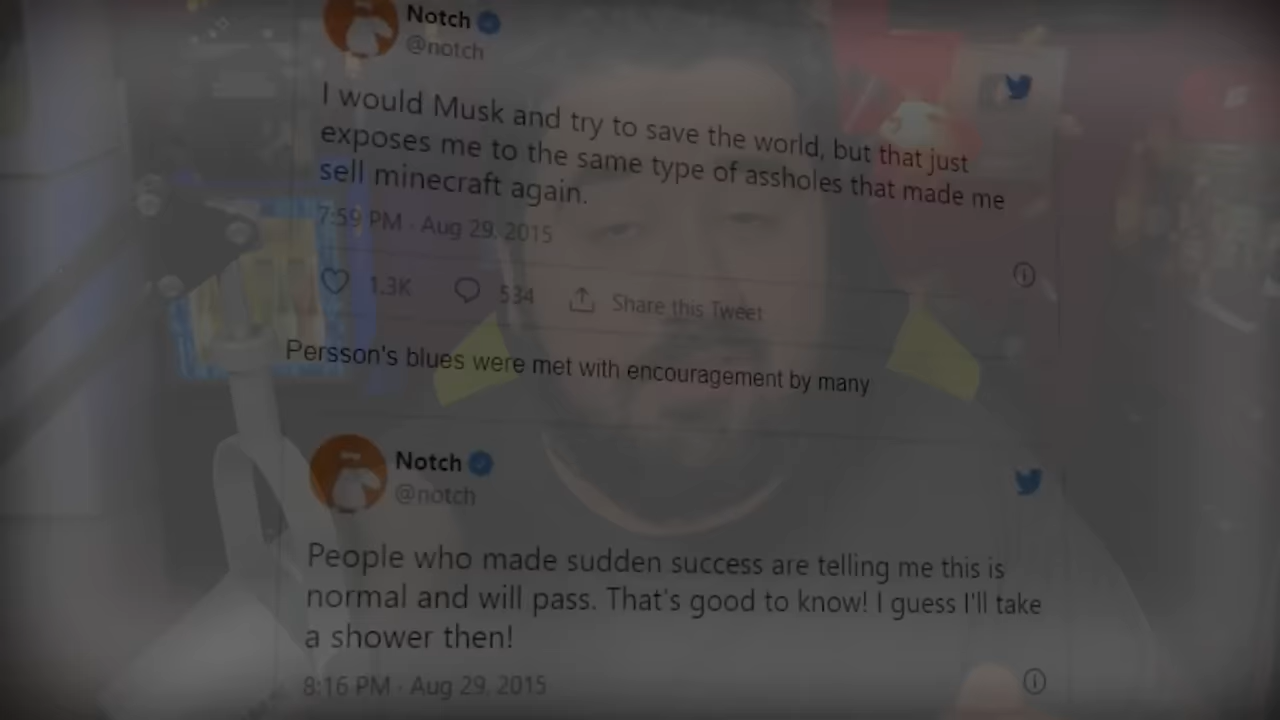 Notch
@notch
I would Musk and try to save the world, but that just
exposes me to the same type of assholes that made me
sell minecraft again.
7:59 PM · Aug 29, 2015
1.3K 534 Share this Tweet
Persson's blues were met with encouragement by many
Notch
@notch
People who made sudden success are telling me this is
normal and will pass. That's good to know! I guess I'll take
a shower then!
8:16 PM · Aug 29, 2015